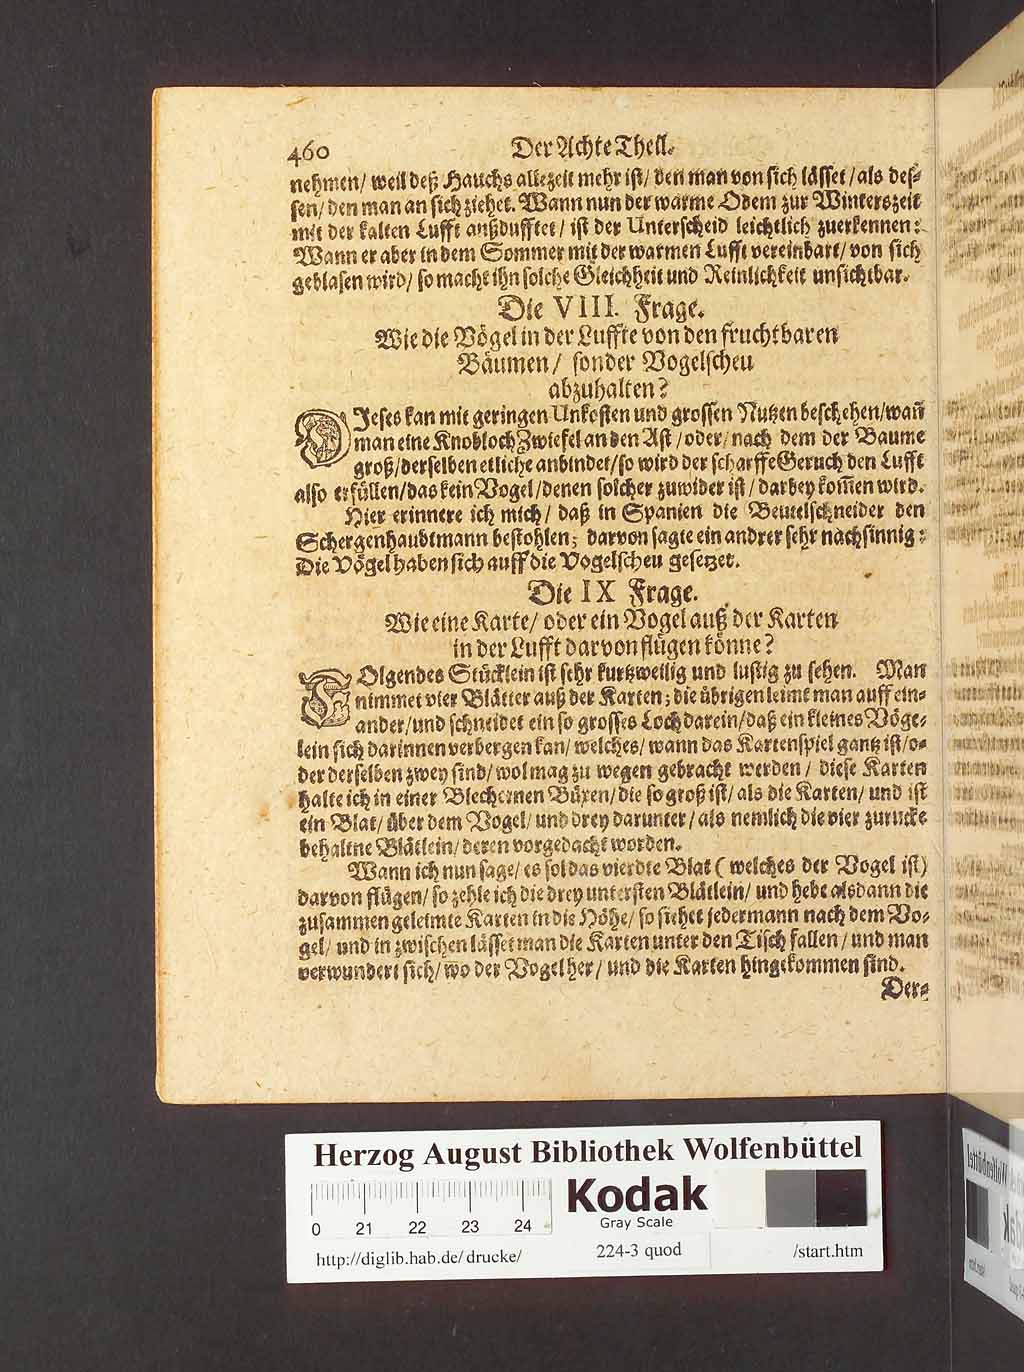 460 Der Achte Theil.
nehmen/ weil deß Hauchs allezeit mehr ist/ den man von sich lässet/ als des-
sen/ den man an sich ziehet. Wann nun der warme Odem zur Winterszeit
mit der kalten Lufft außdufftet/ ist der Unterscheid leichtlich zuerkennen:
Wann er aber in dem Sommer mit der warmen Lufft vereinbart/ von sich
geblasen wird/ so macht ihn solche Gleichheit und Reinlichkeit unsichtbar.
Die VIII. Frage.
Wie die Vögel in der Luffte von den fruchtbaren
Bäumen/ sonder Vogelscheu
abzuhalten?
DJeses kan mit geringen Unkosten und grossen Nutzen beschehen/ wañ
man eine Knobloch Zwiefel an den Ast/ oder/ nach dem der Baume
groß/ derselben etliche anbindet/ so wird der scharffe Geruch den Lufft
also erfüllen/ das kein Vogel/ denen solcher zuwider ist/ darbey kom̃en wird.
Hier erinnere ich mich/ daß in Spanien die Beutelschneider den
Schergenhaubtmann bestohlen; darvon sagte ein andrer sehr nachsinnig:
Die Vögel haben sich auff die Vogelscheu gesetzet.
Die IX Frage.
Wie eine Karte/ oder ein Vogel auß der Karten
in der Lufft darvon flügen könne?
FOlgendes Stücklein ist sehr kurtzweilig und lustig zu sehen. Man
nimmet vier Blätter auß der Karten; die übrigen leimt man auff ein-
ander/ und schneidet ein so grosses Loch darein/ daß ein kleines Vöge-
lein sich darinnen verbergen kan/ welches/ wann das Kartenspiel gantz ist/ o-
der derselben zwey sind/ wol mag zu wegen gebracht werden/ diese Karten
halte ich in einer Blechernen Büxen/ die so groß ist/ als die Karten/ und ist
ein Blat/ über dem Vogel/ und drey darunter/ als nemlich die vier zurucke
behaltne Blätlein/ deren vorgedacht worden.
Wann ich nun sage/ es sol das vierdte Blat ( welches der Vogel ist)
darvon flügen/ so zehle ich die drey untersten Blätlein/ und hebe alsdann die
zusammen geleimte Karten in die Höhe/ so siehet jedermann nach dem Vo-
gel/ und in zwischen lässet man die Karten unter den Tisch fallen/ und man
verwundert sich/ wo der Vogel her/ und die Karten hingekommen sind.
Der-
Herzog August Bibliothek Wolfenbüttel
0 21 22 23 24
Kodak
Gray Scale
http://diglib.hab.de/ drucke/ 224-3 quod /start.htm